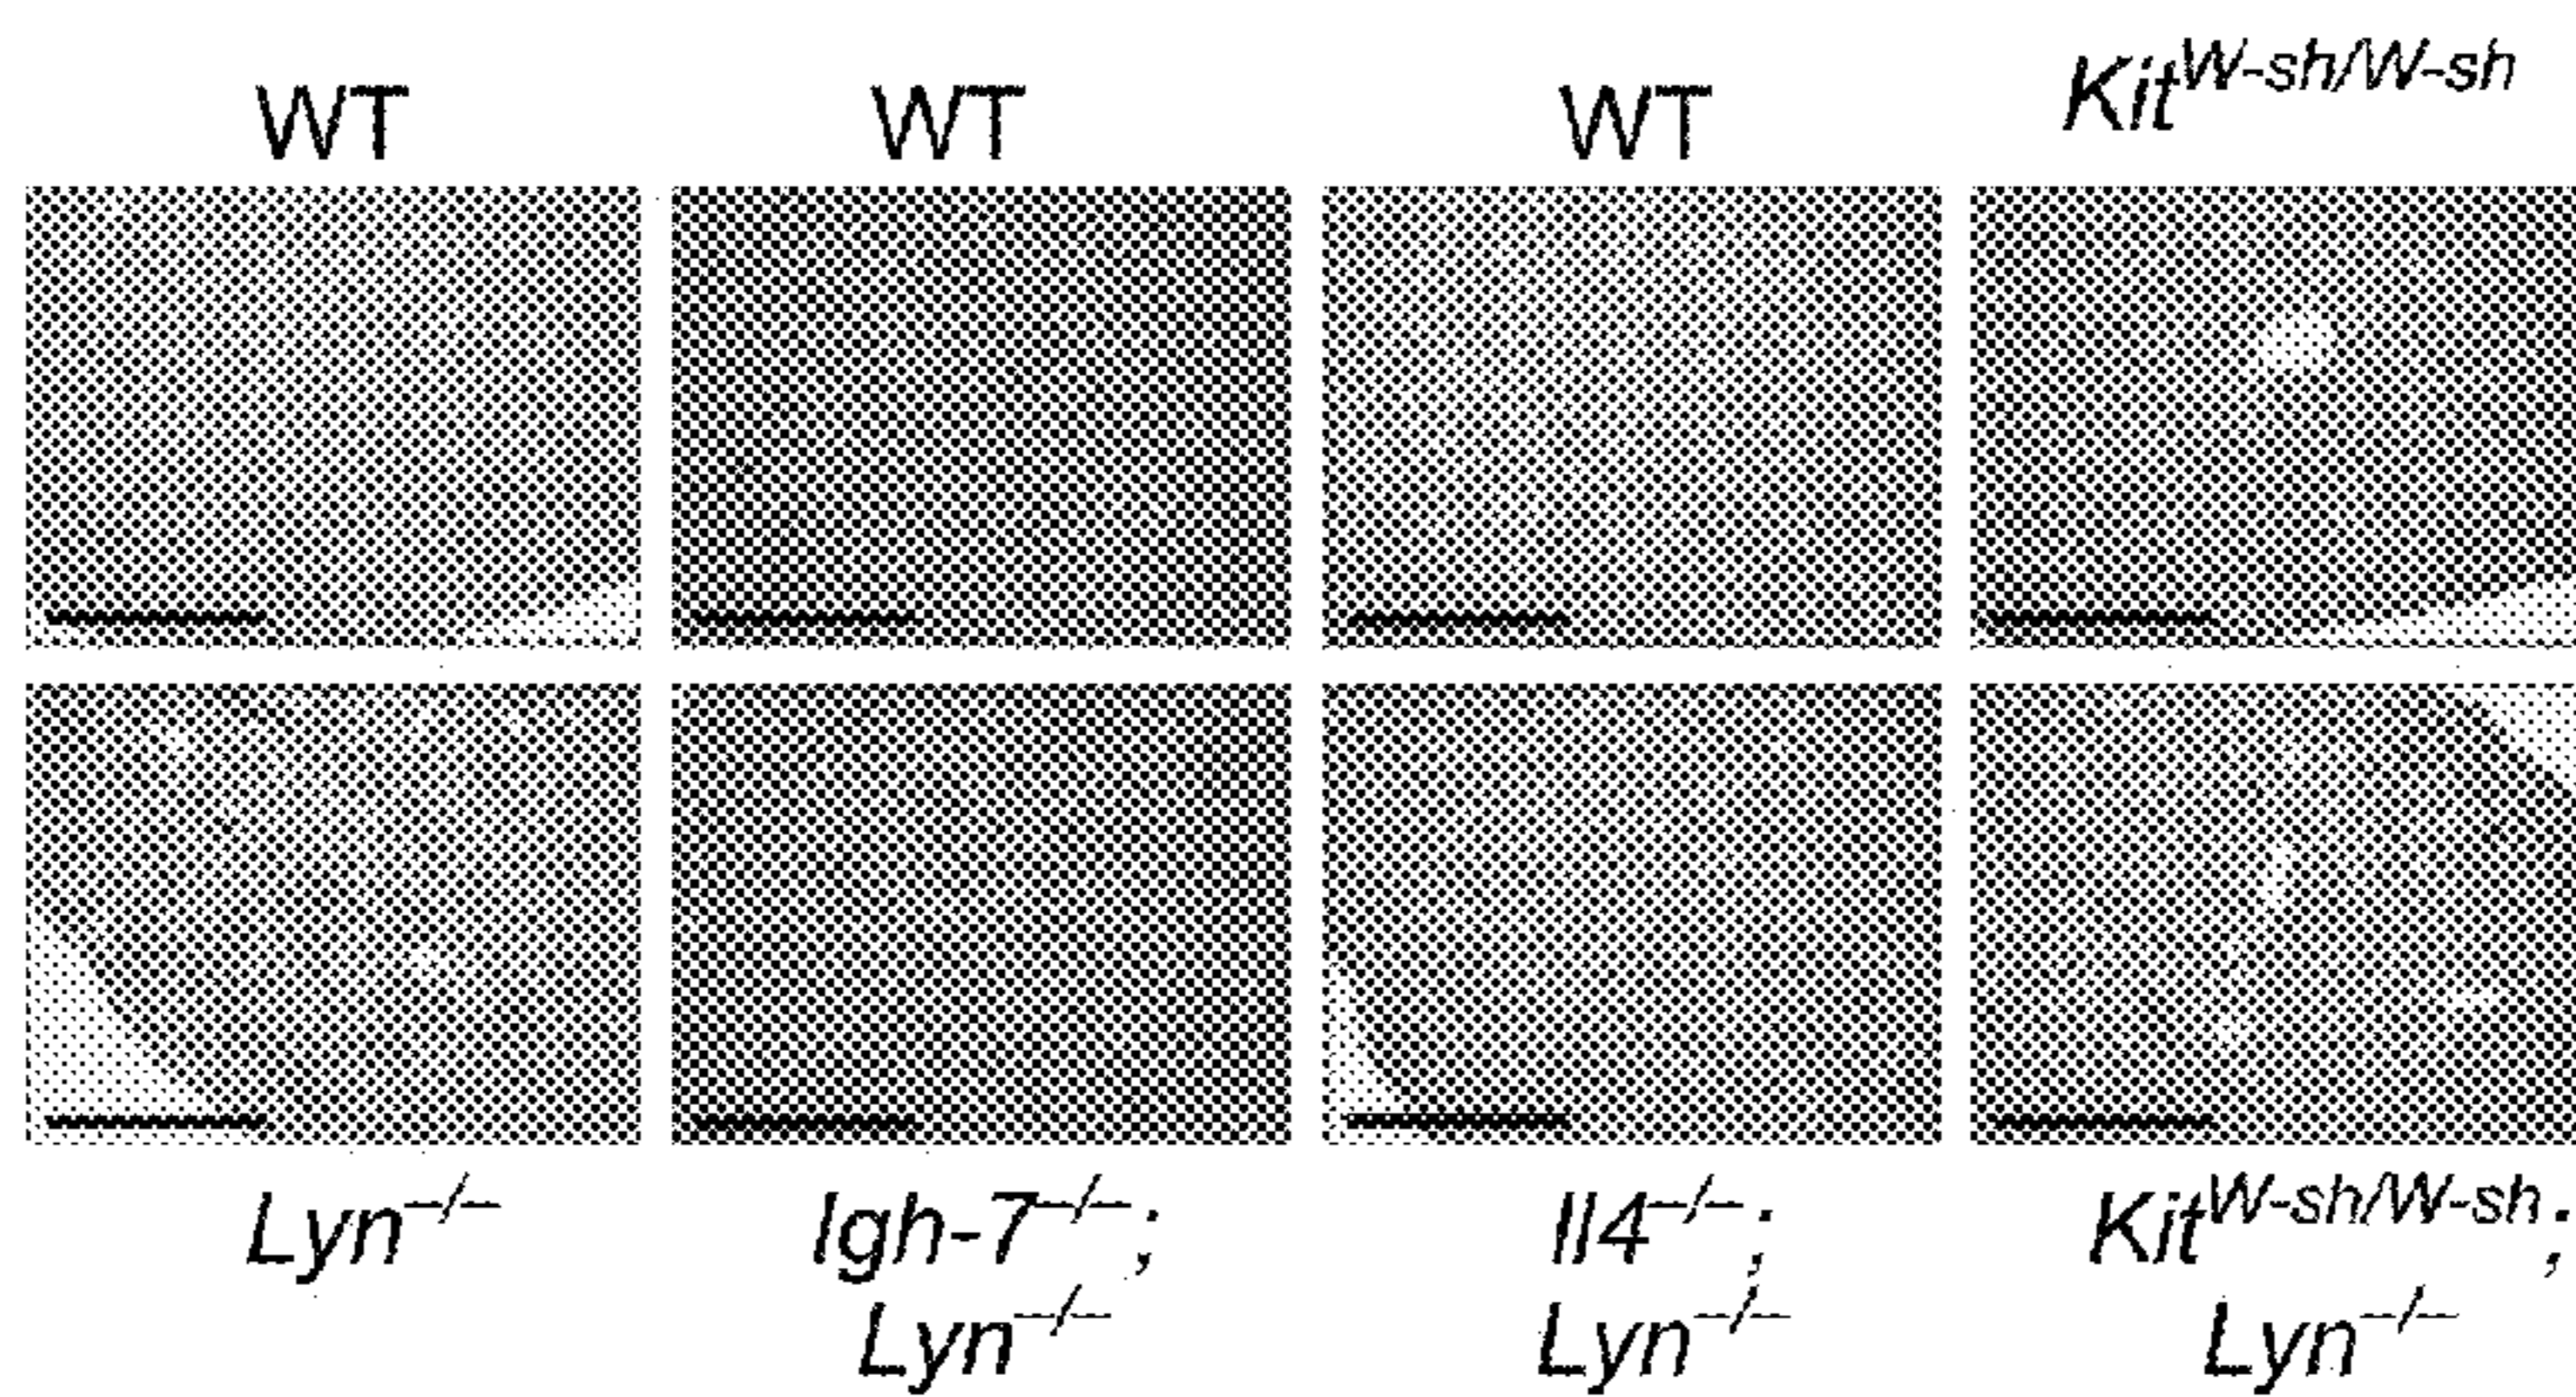 WT WT WT Kit^W-sh/W-sh
Lyn^–/– Igh-7^–/–; Il4^–/–; Kit^W-sh/W-sh;
Lyn^–/– Lyn^–/– Lyn^–/–